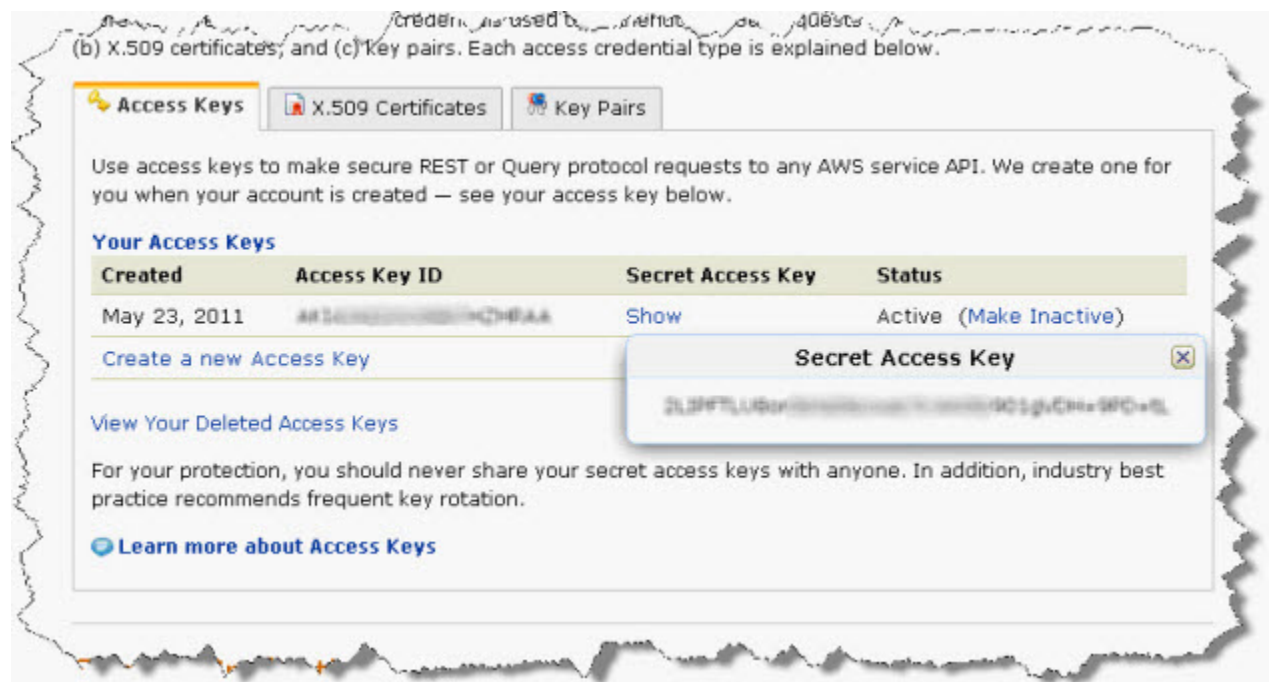 (b) X.509 certificates, and (c) key pairs. Each access credential type is explained below.
Access Keys X.509 Certificates Key Pairs
Use access keys to make secure REST or Query protocol requests to any AWS service API. We create one for
you when your account is created — see your access key below.
Your Access Keys
Created Access Key ID Secret Access Key Status
May 23, 2011 Show Active (Make Inactive)
Create a new Access Key
Secret Access Key
View Your Deleted Access Keys
For your protection, you should never share your secret access keys with anyone. In addition, industry best
practice recommends frequent key rotation.
Learn more about Access Keys